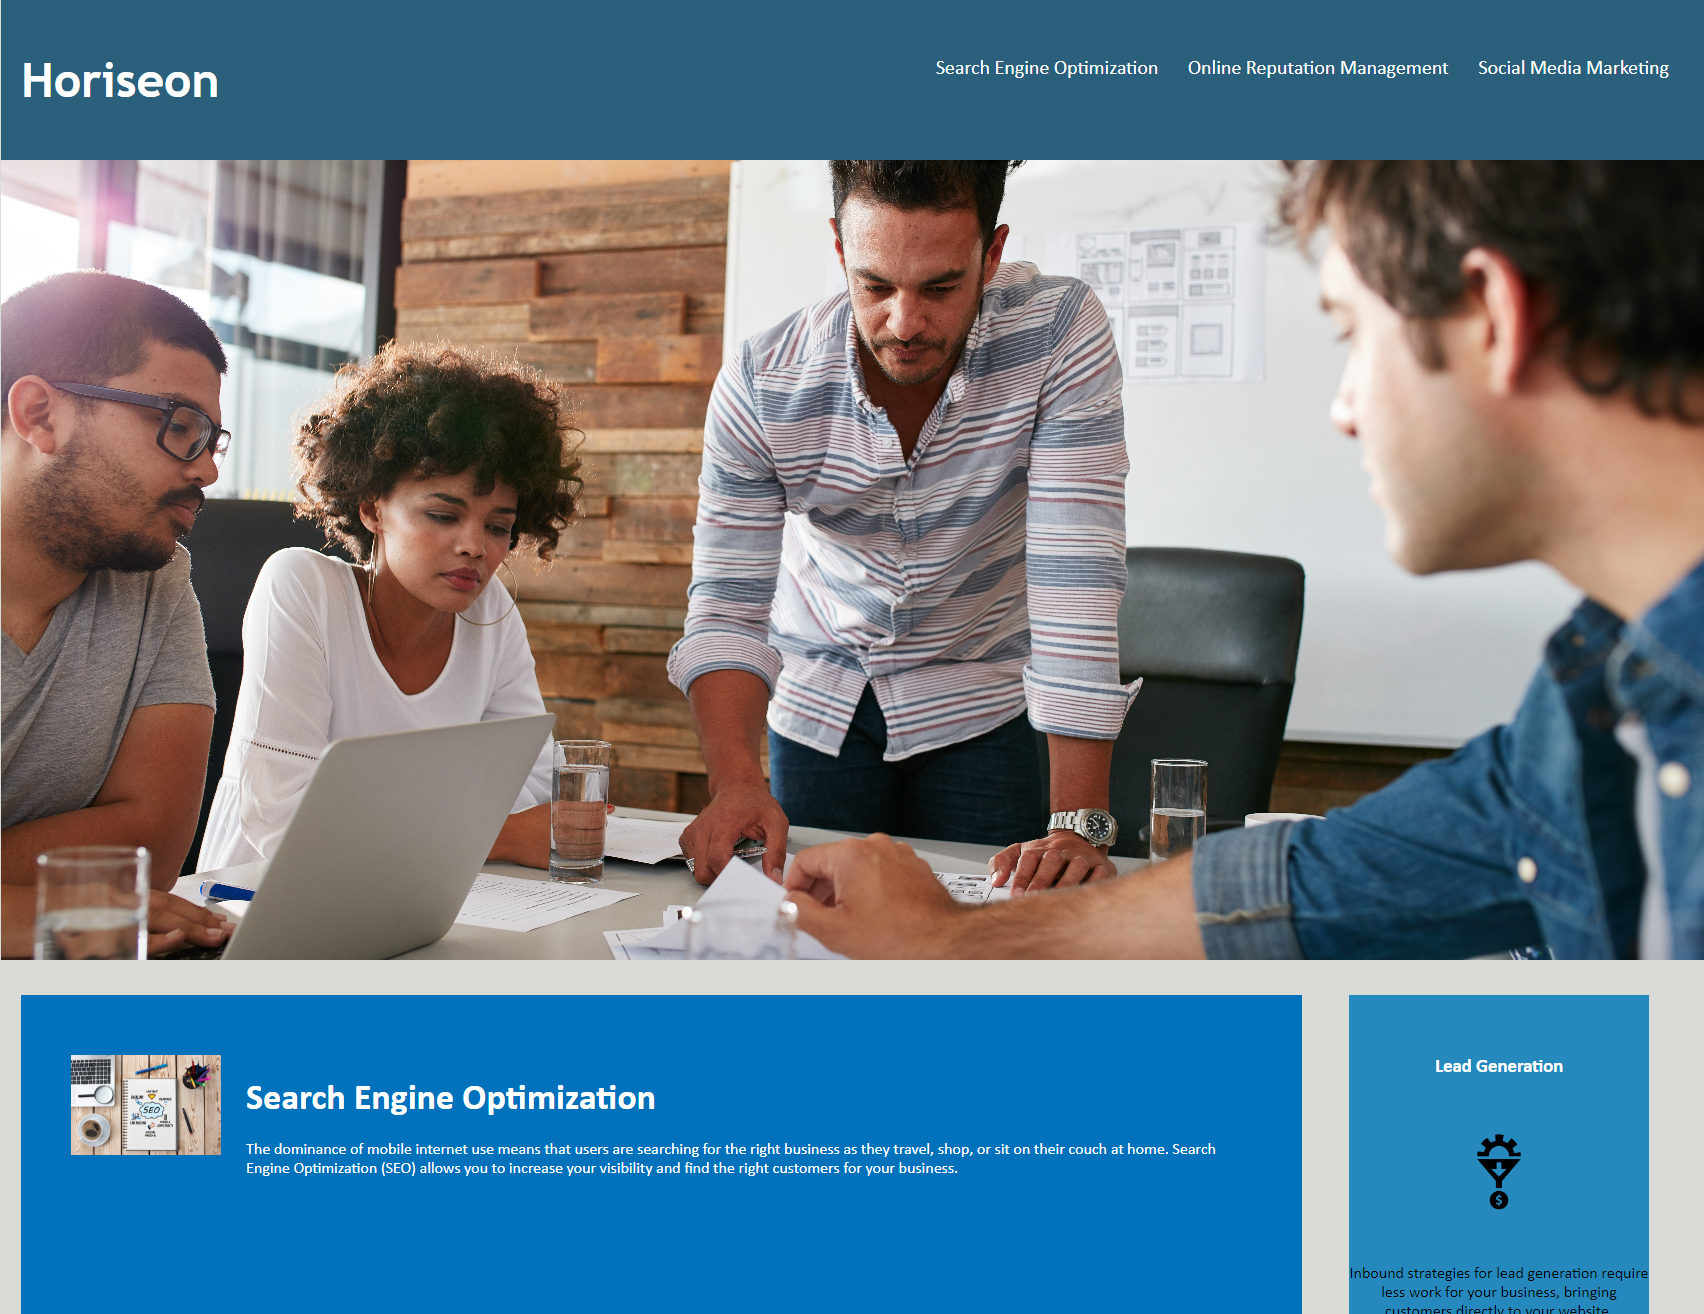 Horiseon
Search Engine Optimization
Online Reputation Management
Social Media Marketing
SEO
Search Engine Optimization
The dominance of mobile internet use means that users are searching for the right business as they travel, shop, or sit on their couch at home. Search
Engine Optimization (SEO) allows you to increase your visibility and find the right customers for your business.
Lead Generation
$
Inbound strategies for lead generation require
less work for your business, bringing
customers directly to your website.